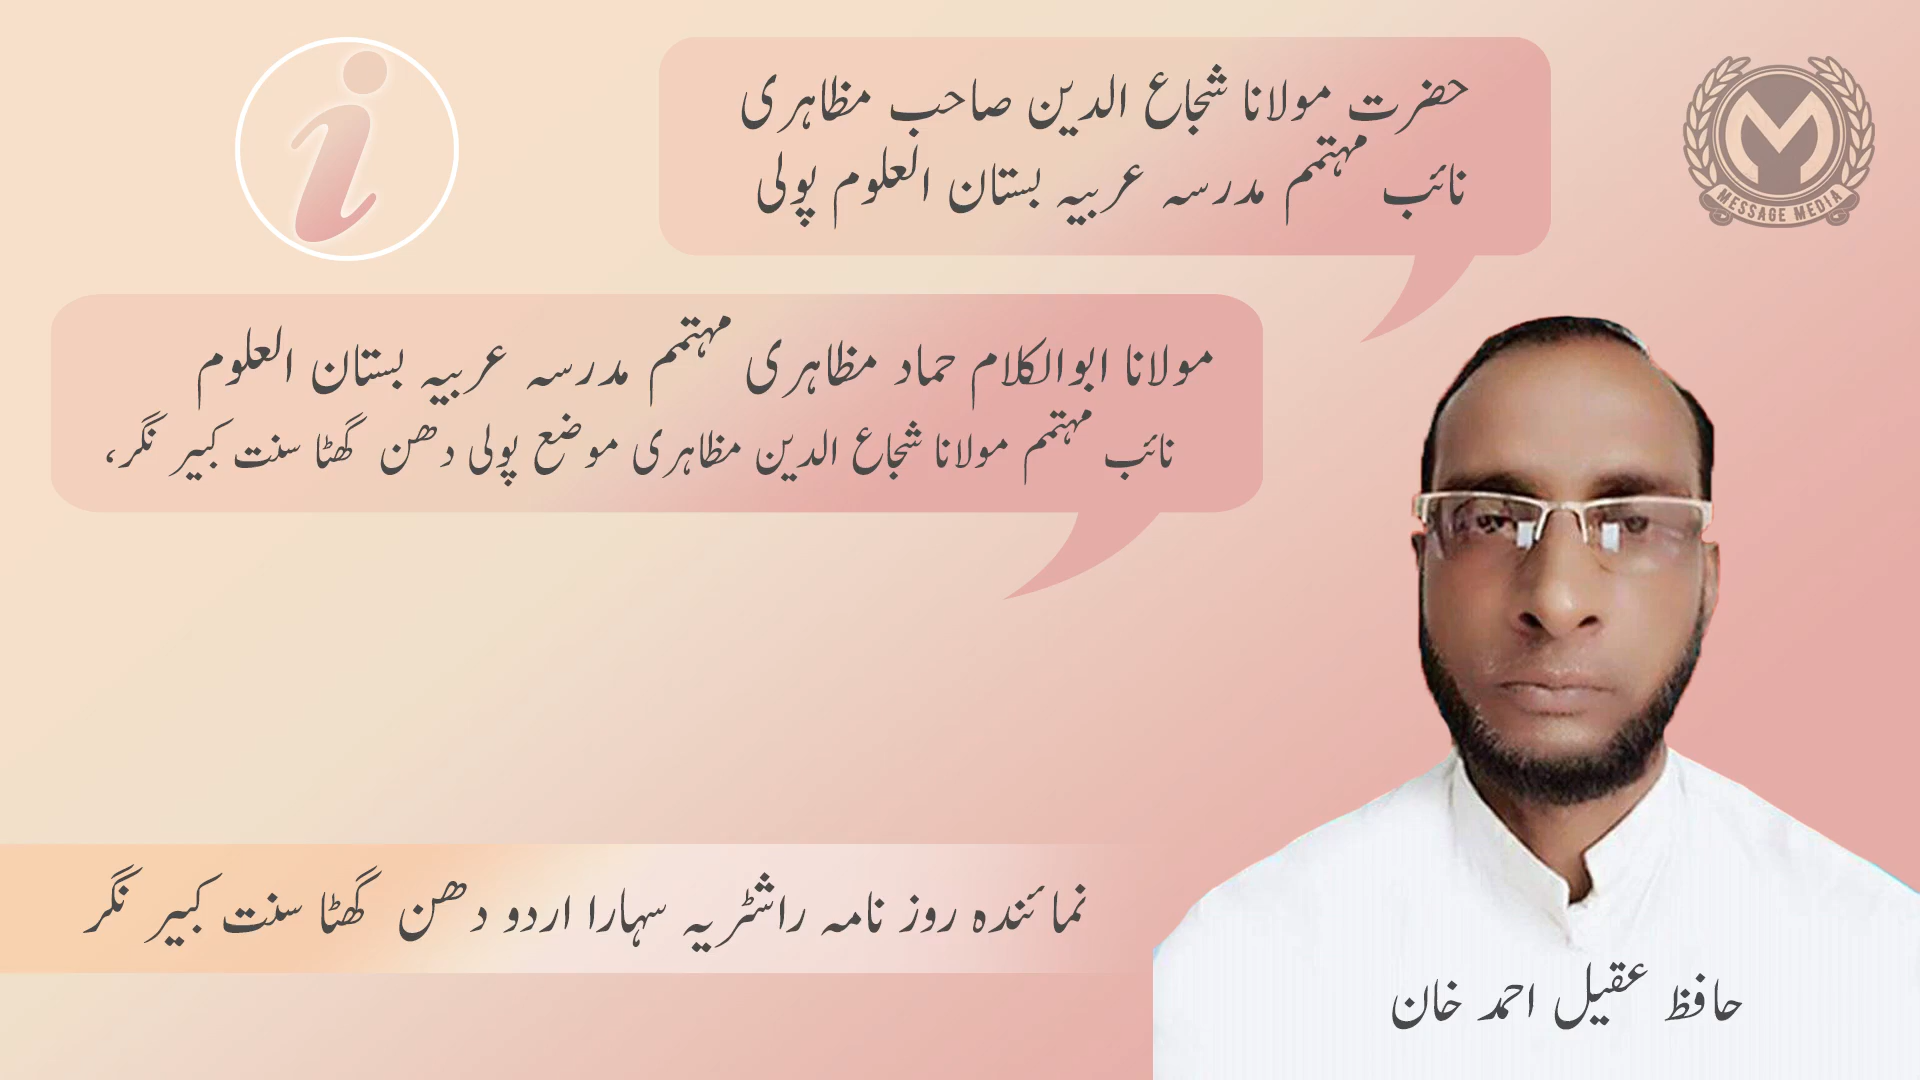 حضرت مولانا شجاع الدین صاحب مظاہری
نائب مہتمم مدرسہ عربیہ بستان العلوم پولی
MESSAGE MEDIA
مولانا ابوالکلام حماد مظاہری مہتمم مدرسہ عربیہ بستان العلوم
نائب مہتمم مولانا شجاع الدین مظاہری موضع پولی دھن گھٹا سنت کبیر نگر،
نمائندہ روز نامہ راشٹریہ سہارا اردو دھن گھٹا سنت کبیر نگر
حافظ عقیل احمد خان